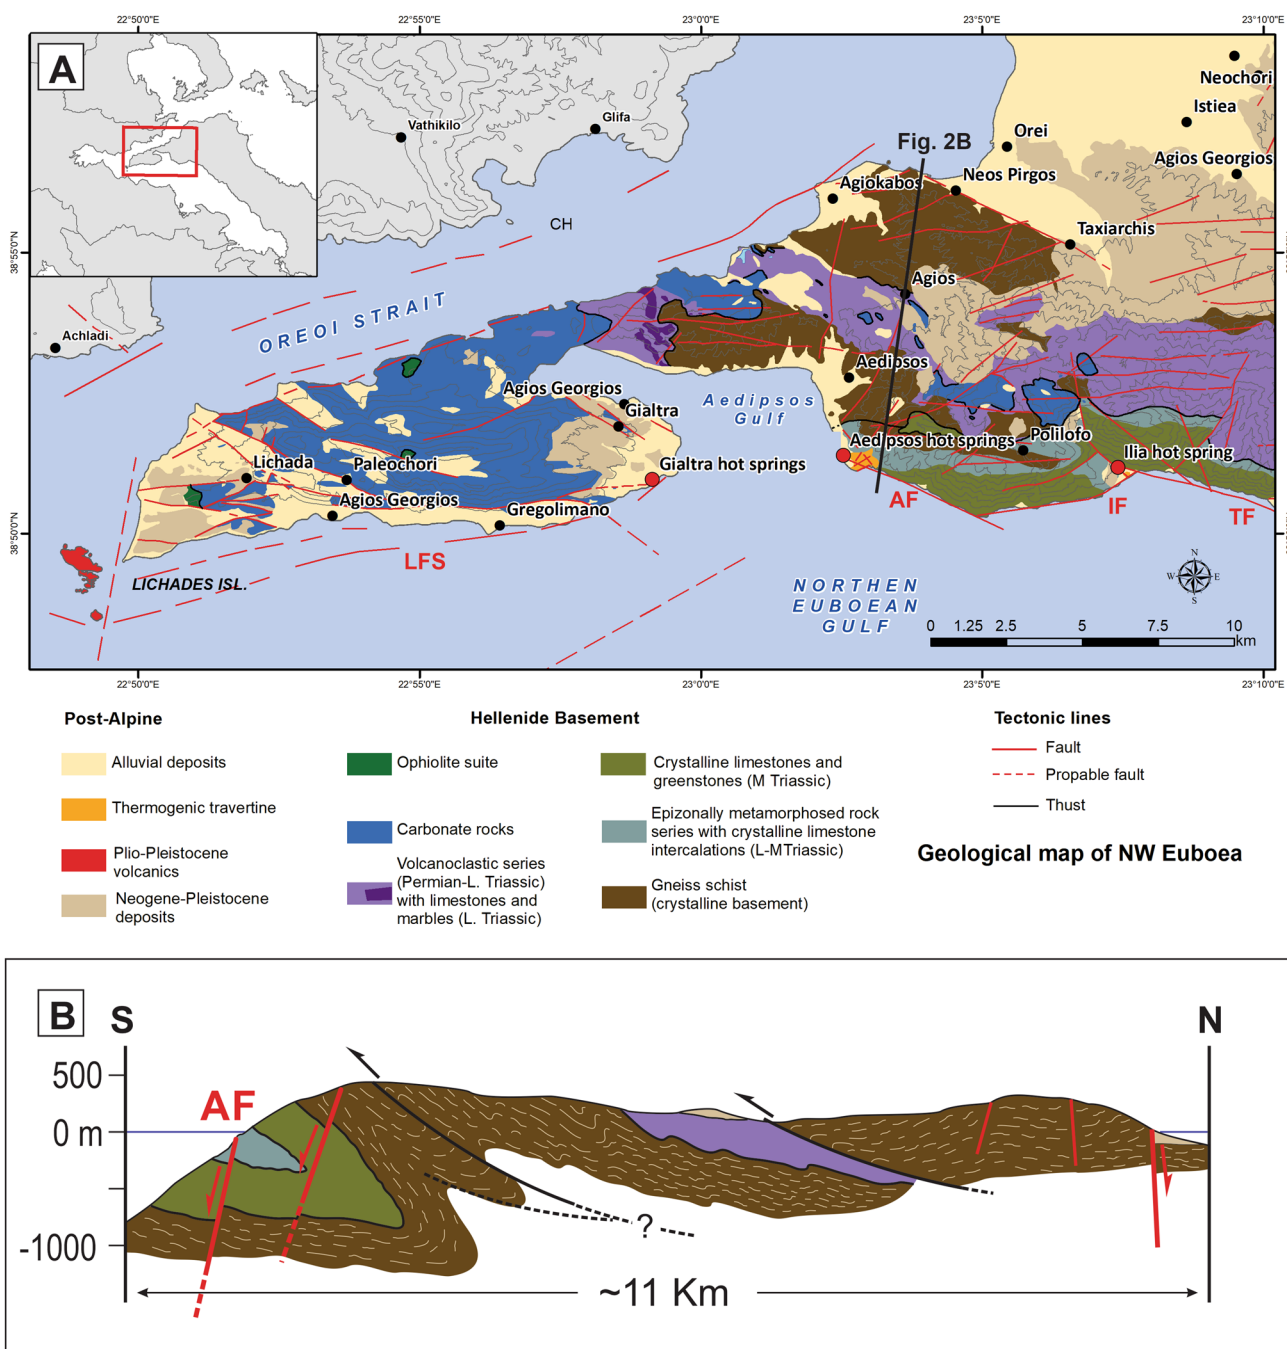 22°50'0"E
22°55'0"E
23°0'0"E
23°5'0"E
23°10'0"E
A
Neochori
Istiea
Vathikilo
Glifa
Orei
Fig. 2B
Agios Georgios
Agiokabos
Neos Pirgos
CH
Taxiarchis
38°55'0"N
Agios
OREOI STRAIT
Achladi
Aedipsos
Agios Georgios
Aedipsos
Gulf
Gialtra
Aedipsos hot springs
Polilofo
Ilia hot spring
Lichada
Paleochori
Gialtra hot springs
Agios Georgios
Gregolimano
AF
IF
TF
38°50'0"N
LFS
LICHADES ISL.
NORTHEN
EUBOEAN
GULF
N
W
E
S
0 1.25 2.5 5 7.5 10
km
22°50'0"E
22°55'0"E
23°0'0"E
23°5'0"E
23°10'0"E
Post-Alpine
Alluvial deposits
Thermogenic travertine
Plio-Pleistocene
volcanics
Neogene-Pleistocene
deposits
Hellenide Basement
Ophiolite suite
Carbonate rocks
Volcanoclastic series
(Permian-L. Triassic)
with limestones and
marbles (L. Triassic)
Crystalline limestones and
greenstones (M Triassic)
Epizonally metamorphosed rock
series with crystalline limestone
intercalations (L-MTriassic)
Gneiss schist
(crystalline basement)
Tectonic lines
Fault
Propable fault
Thust
Geological map of NW Euboea
B
S
N
500
AF
0 m
?
-1000
~11 Km